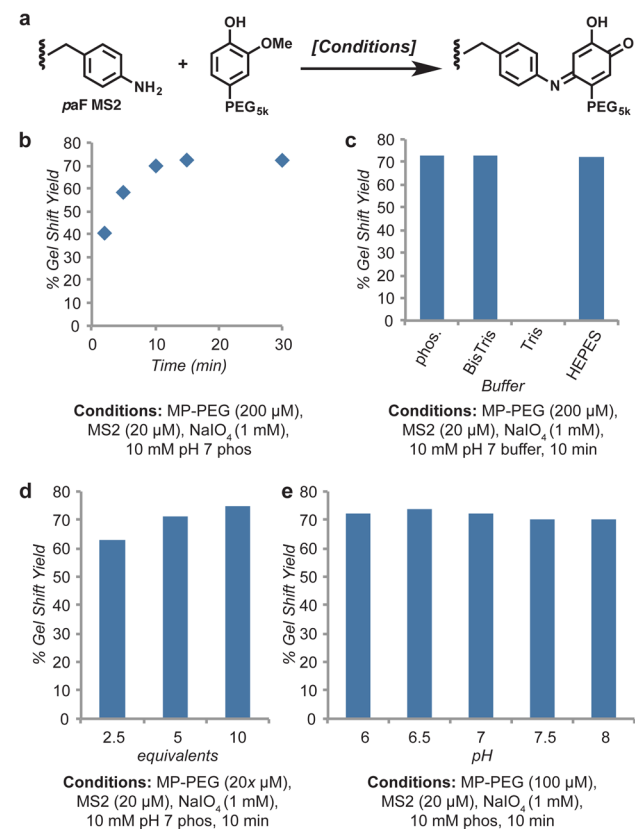 a
OH
OMe
[Conditions]
OH
O
NH₂
+
N
PEG5k
PEG5k
paF MS2
b
80
70
60
50
40
30
20
10
0
% Gel Shift Yield
0 10 20 30
Time (min)
Conditions: MP-PEG (200 µM),
MS2 (20 µM), NaIO₄ (1 mM),
10 mM pH 7 phos
c
80
70
60
50
40
30
20
10
0
% Gel Shift Yield
phos. BisTris Tris HEPES
Buffer
Conditions: MP-PEG (200 µM),
MS2 (20 µM), NaIO₄ (1 mM),
10 mM pH 7 buffer, 10 min
d
80
70
60
50
40
30
20
10
0
% Gel Shift Yield
2.5 5 10
equivalents
Conditions: MP-PEG (20x µM),
MS2 (20 µM), NaIO₄ (1 mM),
10 mM pH 7 phos, 10 min
e
80
70
60
50
40
30
20
10
0
% Gel Shift Yield
6 6.5 7 7.5 8
pH
Conditions: MP-PEG (100 µM),
MS2 (20 µM), NaIO₄ (1 mM),
10 mM phos, 10 min